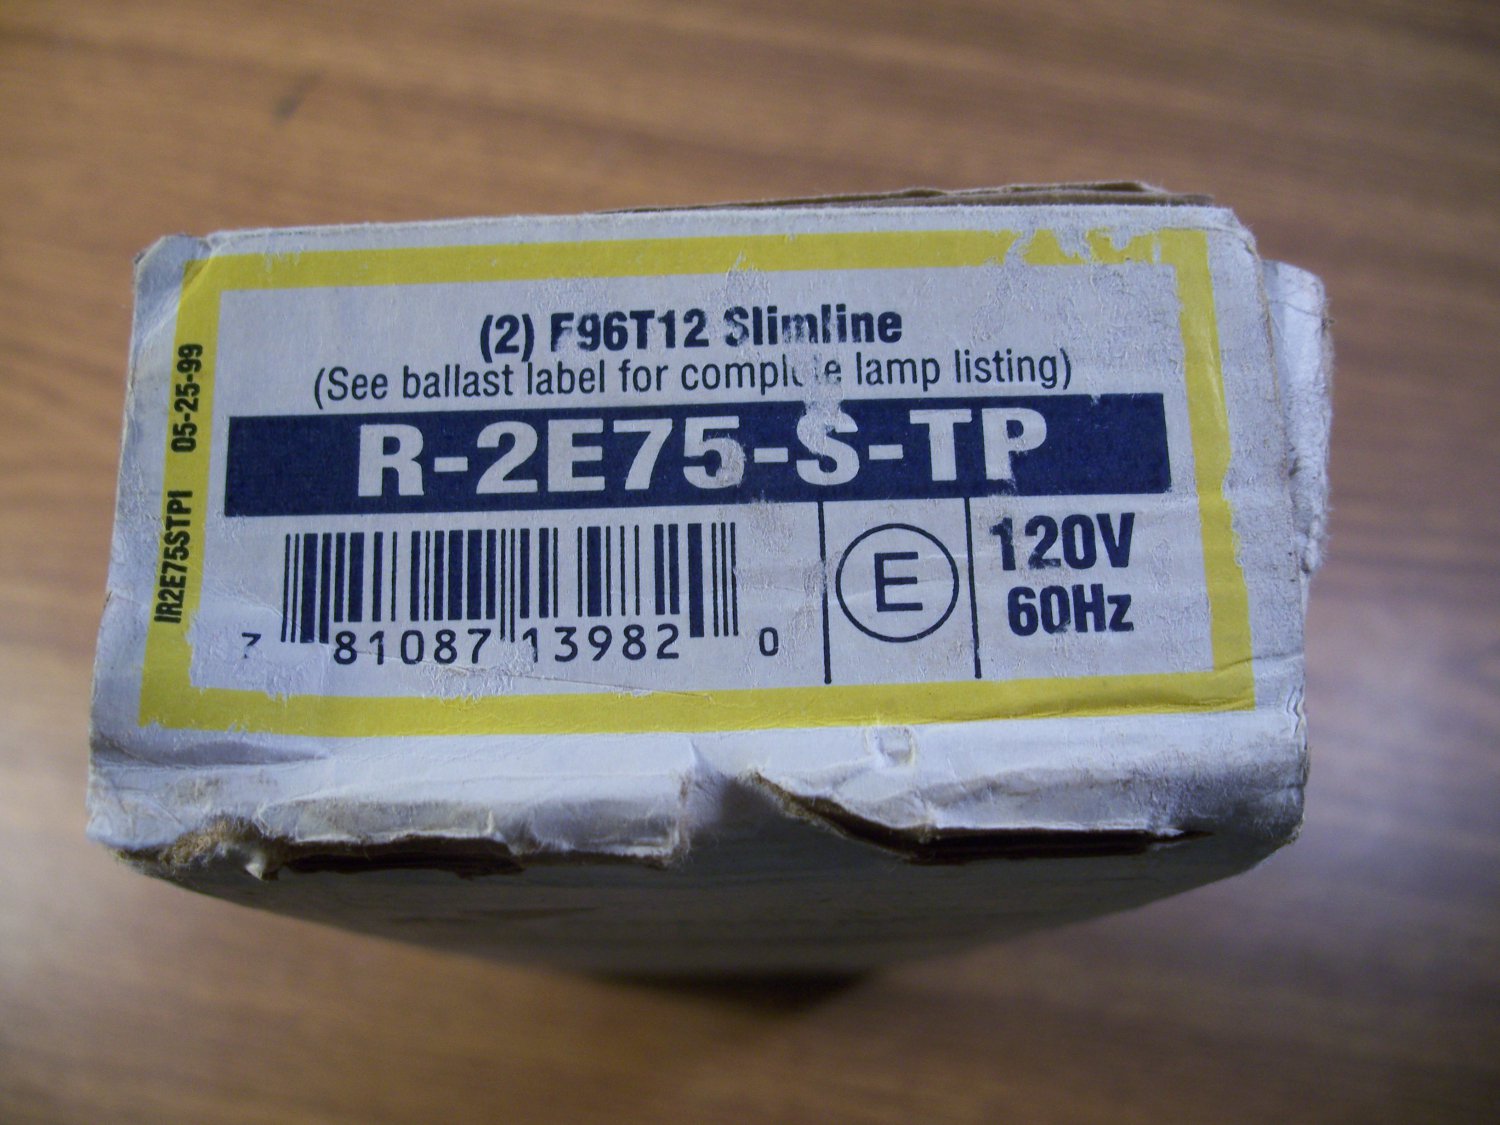 (2) F96T12 Slimline
(See ballast label for complete lamp listing)
R-2E75-S-TP
7 81087 13982 0
E
120V
60Hz
IR2E75STP1 05-25-99